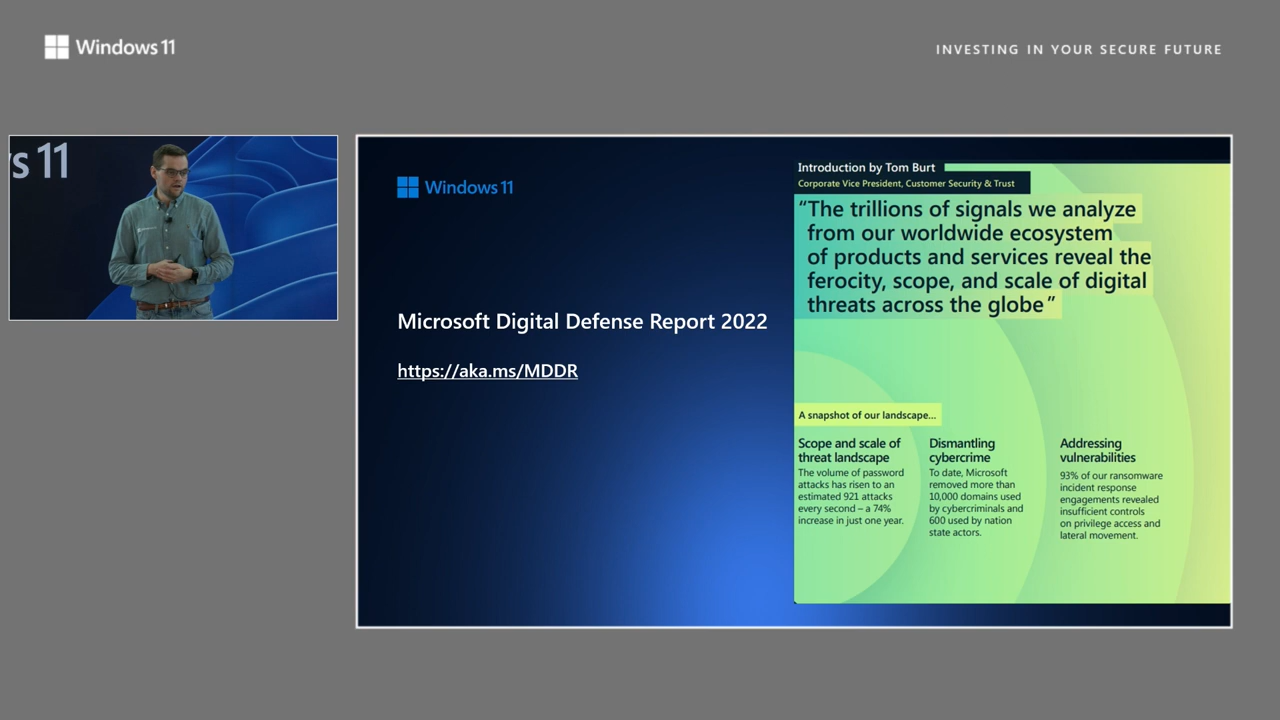 Windows 11
INVESTING IN YOUR SECURE FUTURE
s 11
Windows 11
Microsoft Digital Defense Report 2022
https://aka.ms/MDDR
Introduction by Tom Burt
Corporate Vice President, Customer Security & Trust
“The trillions of signals we analyze
from our worldwide ecosystem
of products and services reveal the
ferocity, scope, and scale of digital
threats across the globe”
A snapshot of our landscape...
Scope and scale of
threat landscape
The volume of password
attacks has risen to an
estimated 921 attacks
every second – a 74%
increase in just one year.
Dismantling
cybercrime
To date, Microsoft
removed more than
10,000 domains used
by cybercriminals and
600 used by nation
state actors.
Addressing
vulnerabilities
93% of our ransomware
incident response
engagements revealed
insufficient controls
on privilege access and
lateral movement.